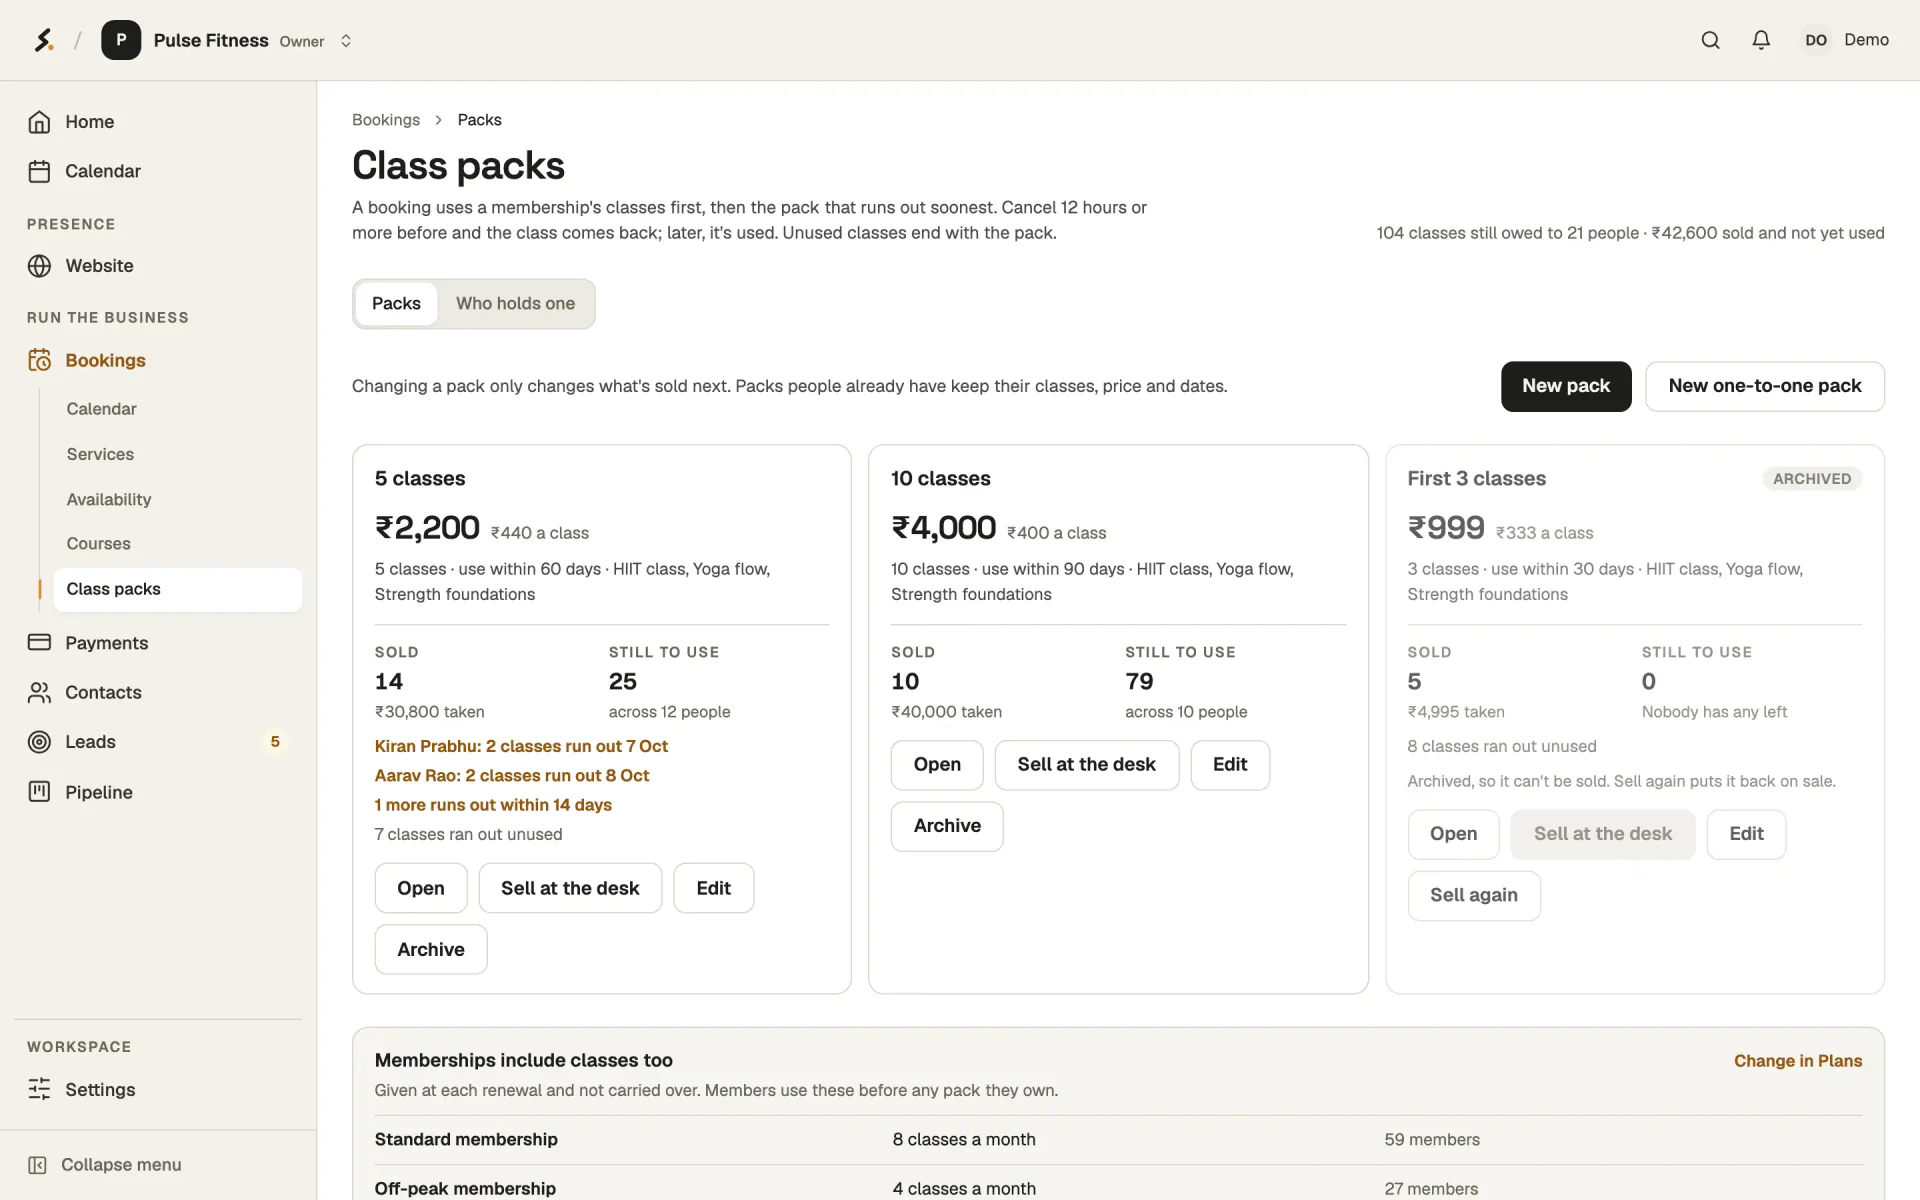 / P Pulse Fitness Owner
DO Demo
Home
Calendar
PRESENCE
Website
RUN THE BUSINESS
Bookings
Calendar
Services
Availability
Courses
Class packs
Payments
Contacts
Leads 5
Pipeline
WORKSPACE
Settings
Collapse menu
Bookings > Packs
Class packs
A booking uses a membership's classes first, then the pack that runs out soonest. Cancel 12 hours or
more before and the class comes back; later, it's used. Unused classes end with the pack.
104 classes still owed to 21 people · ₹42,600 sold and not yet used
Packs Who holds one
Changing a pack only changes what's sold next. Packs people already have keep their classes, price and dates.
New pack New one-to-one pack
5 classes
₹2,200 ₹440 a class
5 classes · use within 60 days · HIIT class, Yoga flow,
Strength foundations
SOLD STILL TO USE
14 25
₹30,800 taken across 12 people
Kiran Prabhu: 2 classes run out 7 Oct
Aarav Rao: 2 classes run out 8 Oct
1 more runs out within 14 days
7 classes ran out unused
Open Sell at the desk Edit
Archive
10 classes
₹4,000 ₹400 a class
10 classes · use within 90 days · HIIT class, Yoga flow,
Strength foundations
SOLD STILL TO USE
10 79
₹40,000 taken across 10 people
Open Sell at the desk Edit
Archive
First 3 classes ARCHIVED
₹999 ₹333 a class
3 classes · use within 30 days · HIIT class, Yoga flow,
Strength foundations
SOLD STILL TO USE
5 0
₹4,995 taken Nobody has any left
8 classes ran out unused
Archived, so it can't be sold. Sell again puts it back on sale.
Open Sell at the desk Edit
Sell again
Memberships include classes too Change in Plans
Given at each renewal and not carried over. Members use these before any pack they own.
Standard membership 8 classes a month 59 members
Off-peak membership 4 classes a month 27 members